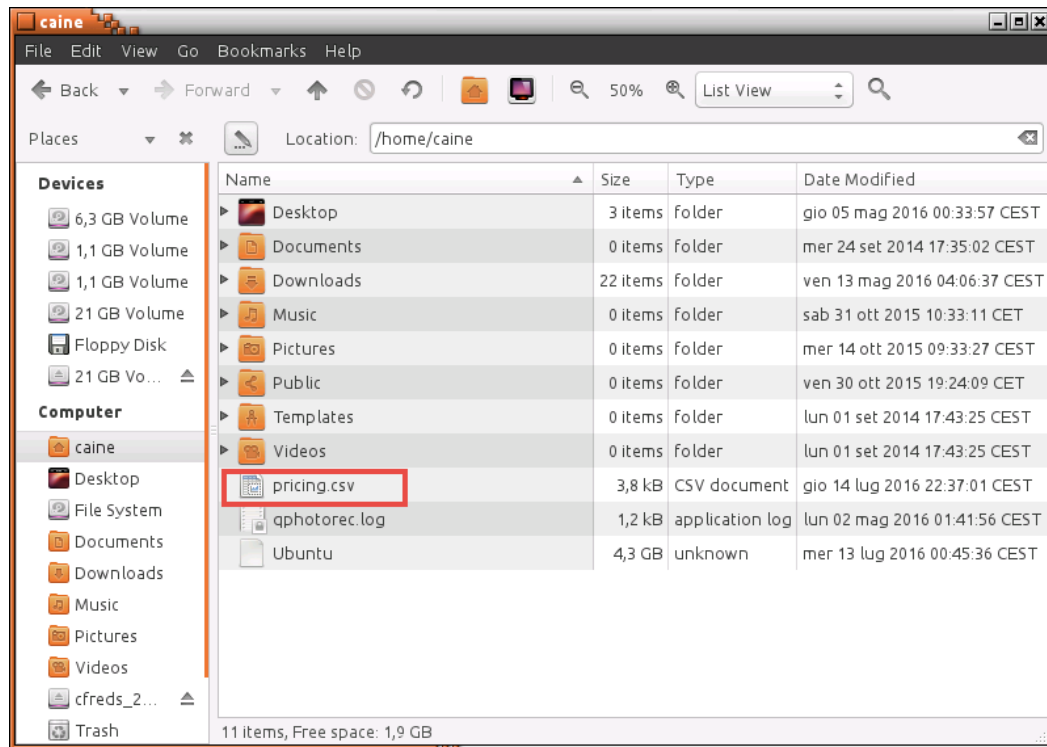 caine
File Edit View Go Bookmarks Help
Back Forward 50% List View
Places Location: /home/caine
Devices
6,3 GB Volume
1,1 GB Volume
1,1 GB Volume
21 GB Volume
Floppy Disk
21 GB Vo...
Computer
caine
Desktop
File System
Documents
Downloads
Music
Pictures
Videos
cfreds_2...
Trash
Name Size Type Date Modified
Desktop 3 items folder gio 05 mag 2016 00:33:57 CEST
Documents 0 items folder mer 24 set 2014 17:35:02 CEST
Downloads 22 items folder ven 13 mag 2016 04:06:37 CEST
Music 0 items folder sab 31 ott 2015 10:33:11 CET
Pictures 0 items folder mer 14 ott 2015 09:33:27 CEST
Public 0 items folder ven 30 ott 2015 19:24:09 CET
Templates 0 items folder lun 01 set 2014 17:43:25 CEST
Videos 0 items folder lun 01 set 2014 17:43:25 CEST
pricing.csv 3,8 kB CSV document gio 14 lug 2016 22:37:01 CEST
qphotorec.log 1,2 kB application log lun 02 mag 2016 01:41:56 CEST
Ubuntu 4,3 GB unknown mer 13 lug 2016 00:45:36 CEST
11 items, Free space: 1,9 GB